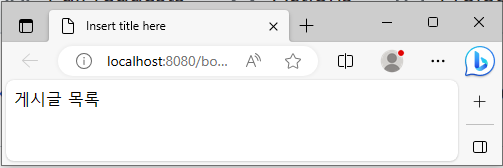 Insert title here
localhost:8080/bo...
게시글 목록